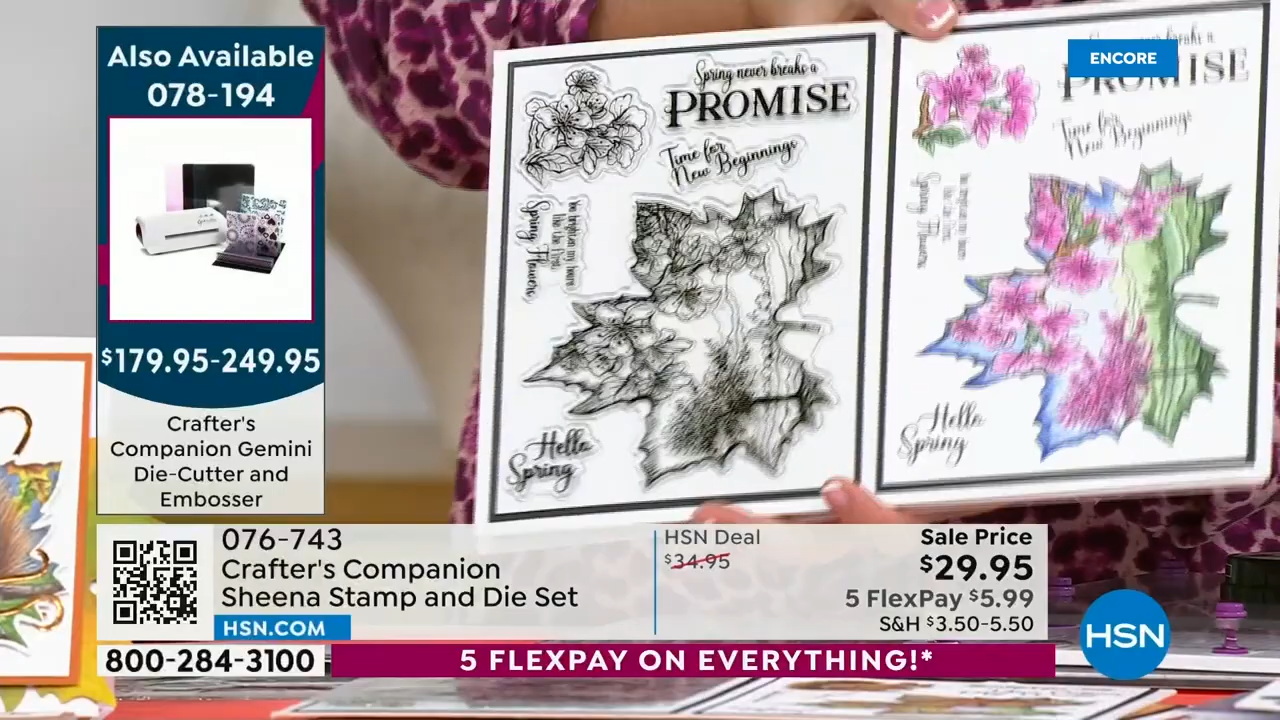 Also Available
078-194
$179.95-249.95
Crafter's
Companion Gemini
Die-Cutter and
Embosser
Spring never breaks a
PROMISE
Time for
New Beginnings
Spring Flowers
Hello
Spring
ENCORE
PROMISE
Time for
New Beginnings
Hello
Spring
076-743
Crafter's Companion
Sheena Stamp and Die Set
HSN.COM
HSN Deal
$34.95
Sale Price
$29.95
5 FlexPay $5.99
S&H $3.50-5.50
HSN
800-284-3100
5 FLEXPAY ON EVERYTHING!*